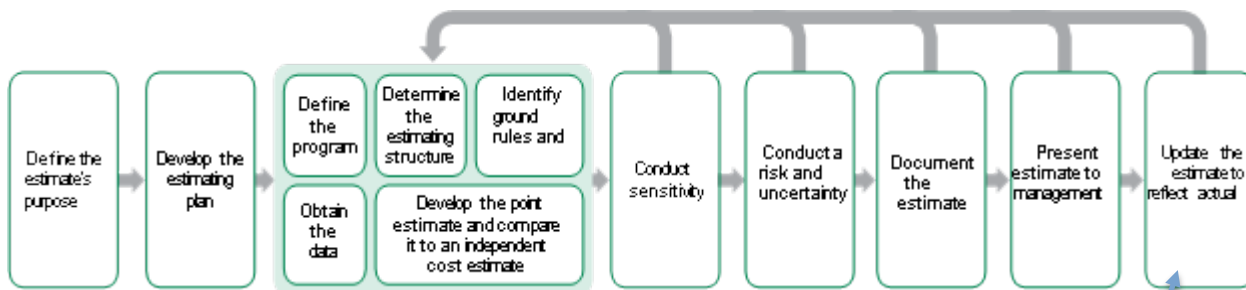 Define the
estimate's
purpose
Develop the
estimating
plan
Define
the
program
Determine
the
estimating
structure
Identify
ground
rules and
Obtain
the
data
Develop the point
estimate and compare
it to an independent
cost estimate
Conduct
sensitivity
Conduct a
risk and
uncertainty
Document
the
estimate
Present
estimate to
management
Update the
estimate to
reflect actual